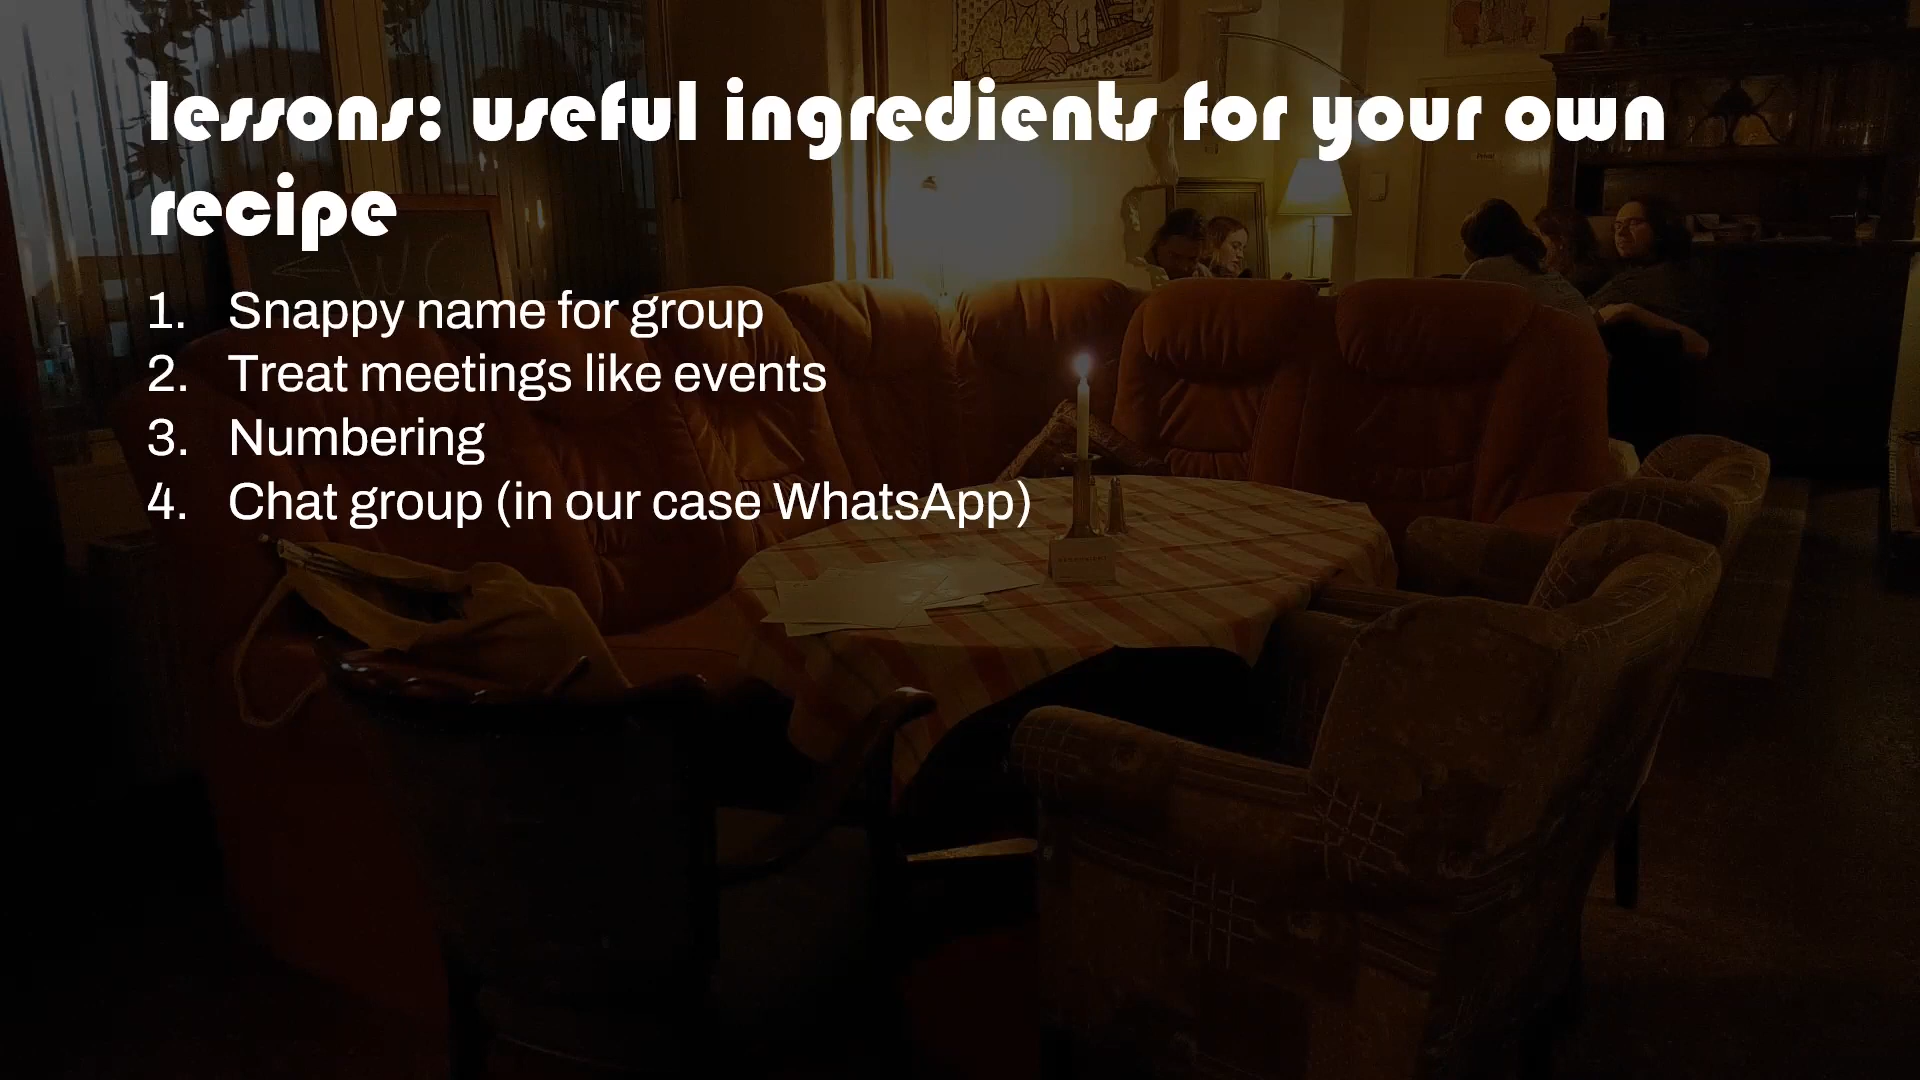 lessons: useful ingredients for your own
recipe
1. Snappy name for group
2. Treat meetings like events
3. Numbering
4. Chat group (in our case WhatsApp)
← WC